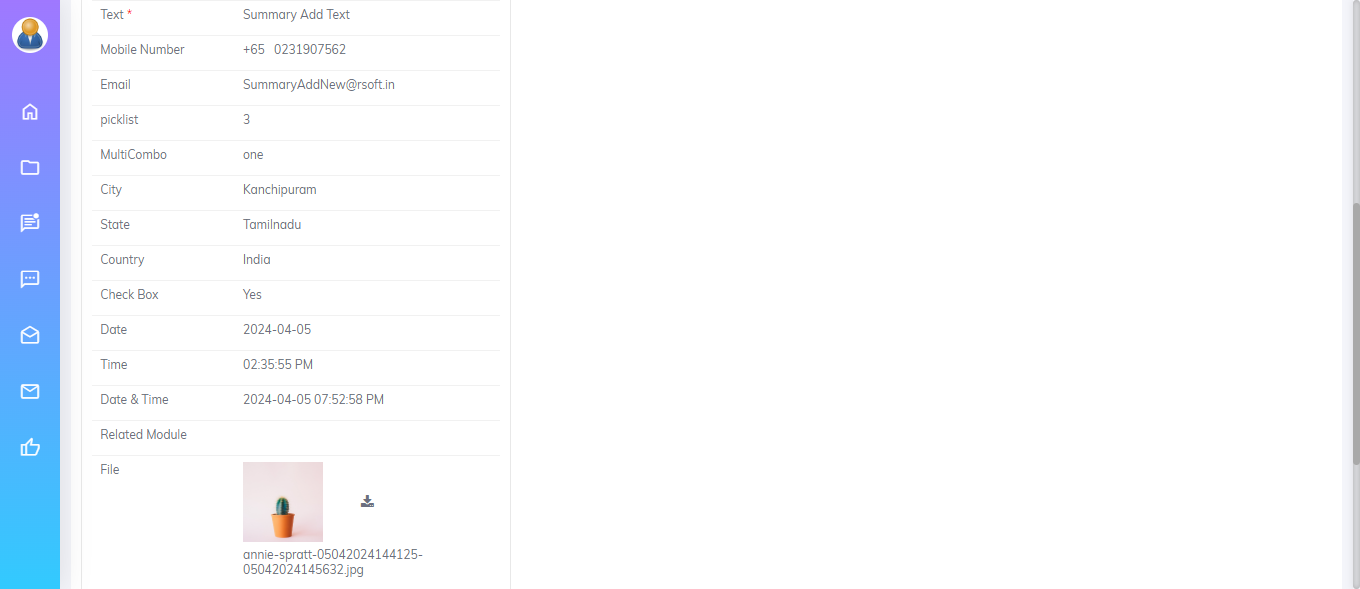 Text * Summary Add Text
Mobile Number +65 0231907562
Email SummaryAddNew@rsoft.in
picklist 3
MultiCombo one
City Kanchipuram
State Tamilnadu
Country India
Check Box Yes
Date 2024-04-05
Time 02:35:55 PM
Date & Time 2024-04-05 07:52:58 PM
Related Module
File
annie-spratt-05042024144125-
05042024145632.jpg